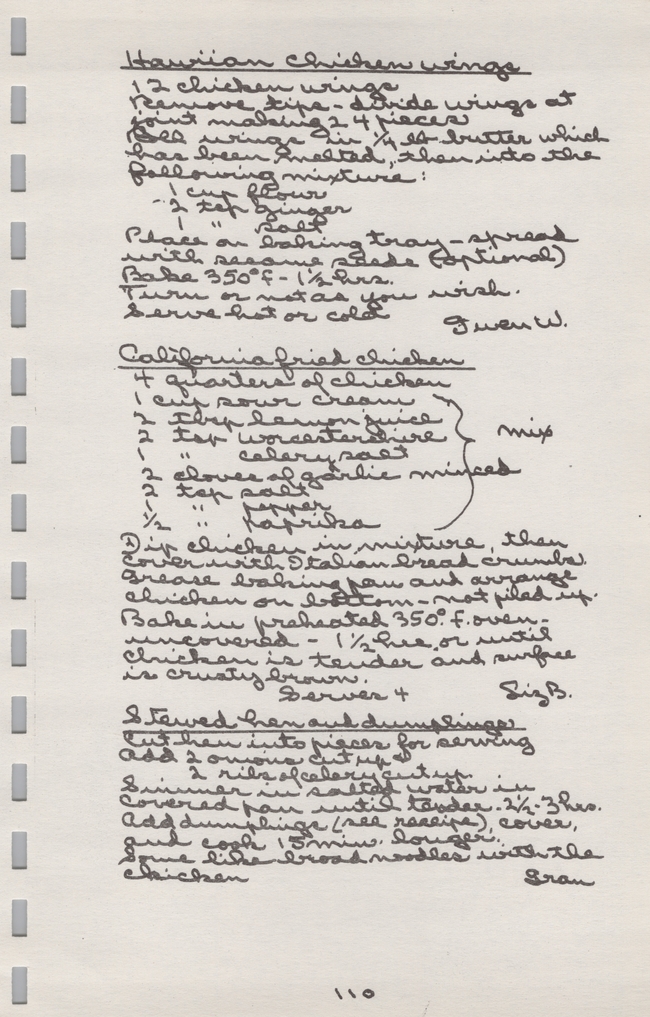 Hawiian chicken wings
12 chicken wings
Remove tips - divide wings at
joint making 24 pieces
Roll wings in 1/4 lb butter which
has been melted, then into the
following mixture:
1 cup flour
2 tsp ginger
1 " salt
Place on baking tray - spread
with sesame seeds (optional)
Bake 350° f - 1 1/2 hrs.
Turn or not as you wish.
Serve hot or cold
Gwen W.
California fried chicken
4 quarters of chicken
1 cup sour cream
2 tbsp lemon juice
2 tsp worcestershire
mix
1 " celery salt
2 cloves of garlic minced
2 tsp salt
1 " pepper
1/2 " paprika
Dip chicken in mixture, then
cover with Italian bread crumbs.
Grease baking pan and arrange
chicken on bottom - not piled up.
Bake in preheated 350° f. oven -
uncovered - 1 1/2 hrs, or until
chicken is tender and surface
is crusty brown.
Serves 4
Liz B.
Stewed hen and dumplings
Cut hen into pieces for serving
Add 2 onions cut up &
2 ribs of celery cut up.
Simmer in salted water in
covered pan until tender - 2 1/2 - 3 hrs.
Add dumplings (see receipe), cover,
and cook 15 min. longer.
Some like broad noodles with the
chicken
Gran
110